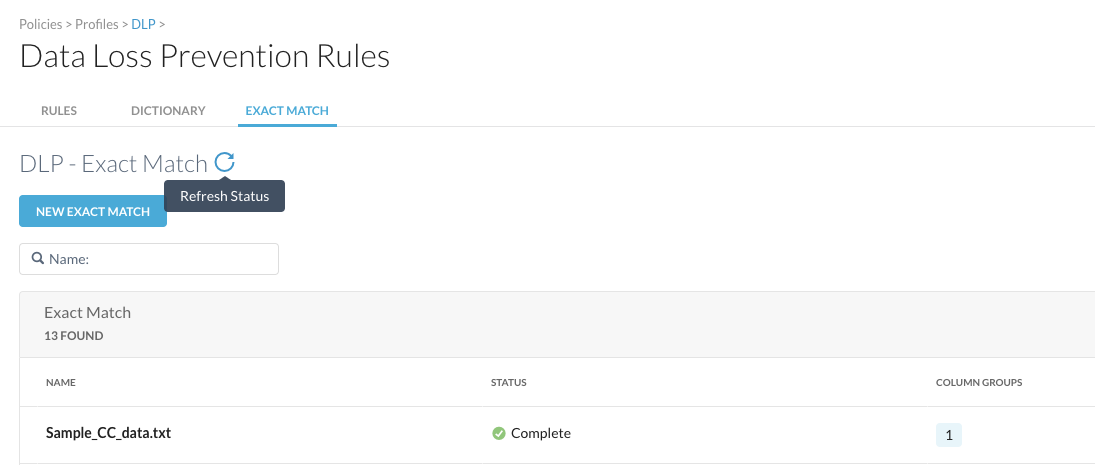 Policies > Profiles > DLP >
Data Loss Prevention Rules
RULES DICTIONARY EXACT MATCH
DLP - Exact Match
Refresh Status
NEW EXACT MATCH
Name:
Exact Match
13 FOUND
NAME STATUS COLUMN GROUPS
Sample_CC_data.txt Complete 1